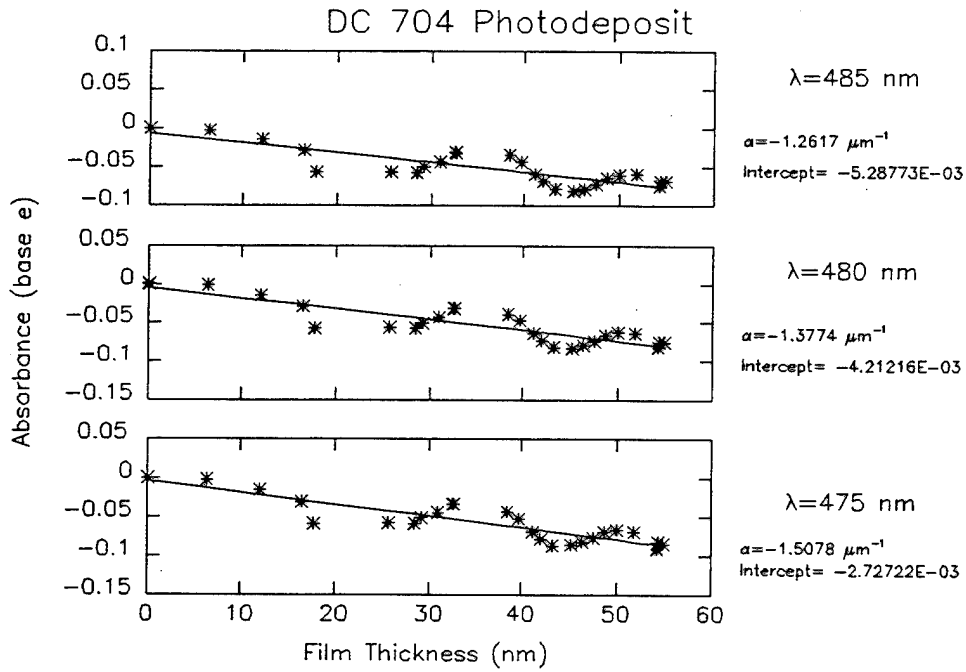 DC 704 Photodeposit
Absorbance (base e)
0.1
0.05
0
-0.05
-0.1
λ=485 nm
α=-1.2617 μm⁻¹
Intercept= -5.28773E-03
0.05
0
-0.05
-0.1
-0.15
λ=480 nm
α=-1.3774 μm⁻¹
Intercept= -4.21216E-03
0.05
0
-0.05
-0.1
-0.15
λ=475 nm
α=-1.5078 μm⁻¹
Intercept= -2.72722E-03
0 10 20 30 40 50 60
Film Thickness (nm)